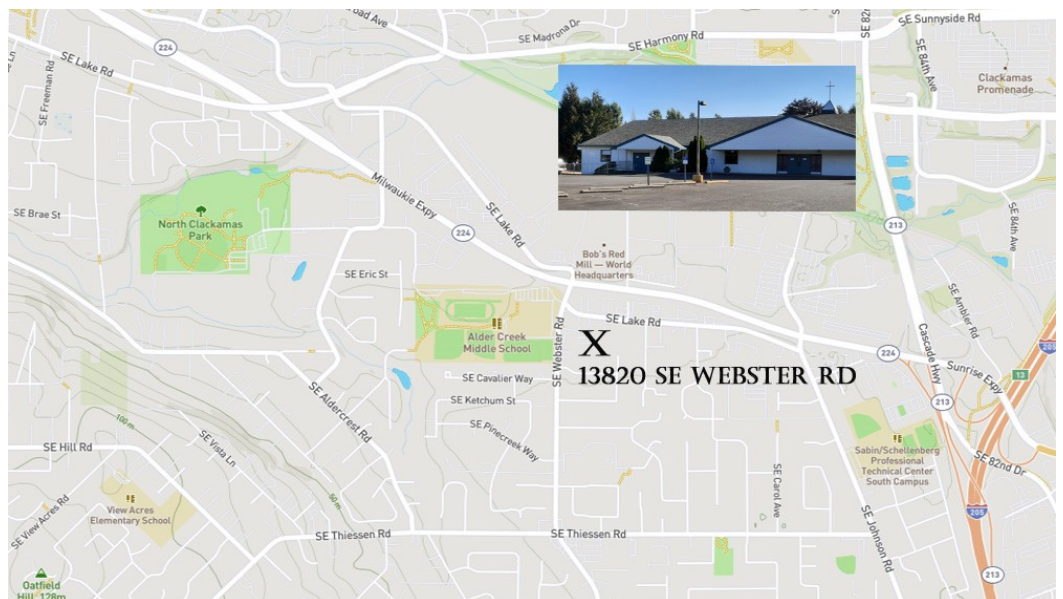 SE Sunnyside Rd
SE 82nd
oad Ave
SE Madrona Dr
SE Harmony Rd
224
SE Lake Rd
SE Freeman Rd
SE 84th Ave
Clackamas
Promenade
SE Brae St
North Clackamas
Park
Milwaukie Expy
224
SE Lake Rd
213
SE 84th Ave
Bob's Red
Mill — World
Headquarters
SE Eric St
SE Ambler Rd
Alder Creek
Middle School
SE Webster Rd
SE Lake Rd
X
13820 SE WEBSTER RD
224
Cascade Hwy
Sunrise Expy
205
13
213
SE Cavalier Way
SE Ketchum St
SE Pinecreek Way
SE Aldercrest Rd
100 m
SE Vista Ln
50 m
SE Hill Rd
SE View Acres Rd
View Acres
Elementary School
SE Carol Ave
Sabin/Schellenberg
Professional
Technical Center
South Campus
SE 82nd Dr
205
SE Thiessen Rd
SE Thiessen Rd
SE Johnson Rd
213
Oatfield
Hill 128m